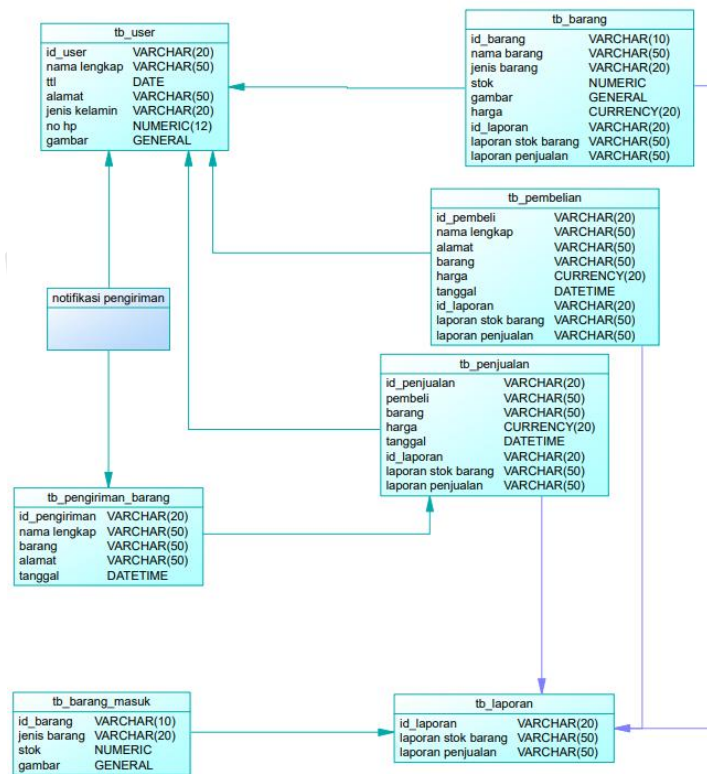 tb_user
id_user VARCHAR(20)
nama lengkap VARCHAR(50)
ttl DATE
alamat VARCHAR(50)
jenis kelamin VARCHAR(20)
no hp NUMERIC(12)
gambar GENERAL
tb_barang
id_barang VARCHAR(10)
nama barang VARCHAR(50)
jenis barang VARCHAR(20)
stok NUMERIC
gambar GENERAL
harga CURRENCY(20)
id_laporan VARCHAR(20)
laporan stok barang VARCHAR(50)
laporan penjualan VARCHAR(50)
tb_pembelian
id_pembeli VARCHAR(20)
nama lengkap VARCHAR(50)
alamat VARCHAR(50)
barang VARCHAR(50)
harga CURRENCY(20)
tanggal DATETIME
id_laporan VARCHAR(20)
laporan stok barang VARCHAR(50)
laporan penjualan VARCHAR(50)
notifikasi pengiriman
tb_penjualan
id_penjualan VARCHAR(20)
pembeli VARCHAR(50)
barang VARCHAR(50)
harga CURRENCY(20)
tanggal DATETIME
id_laporan VARCHAR(20)
laporan stok barang VARCHAR(50)
laporan penjualan VARCHAR(50)
tb_pengiriman_barang
id_pengiriman VARCHAR(20)
nama lengkap VARCHAR(50)
barang VARCHAR(50)
alamat VARCHAR(50)
tanggal DATETIME
tb_barang_masuk
id_barang VARCHAR(10)
jenis barang VARCHAR(20)
stok NUMERIC
gambar GENERAL
tb_laporan
id_laporan VARCHAR(20)
laporan stok barang VARCHAR(50)
laporan penjualan VARCHAR(50)